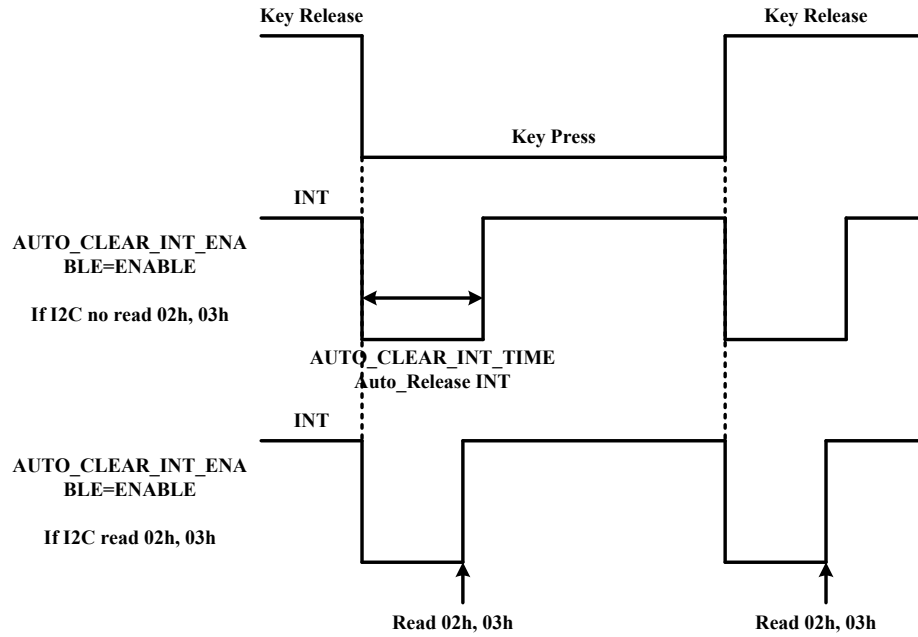 Key Release
Key Release
Key Press
INT
AUTO_CLEAR_INT_ENA
BLE=ENABLE
If I2C no read 02h, 03h
AUTO_CLEAR_INT_TIME
Auto_Release INT
INT
AUTO_CLEAR_INT_ENA
BLE=ENABLE
If I2C read 02h, 03h
Read 02h, 03h
Read 02h, 03h